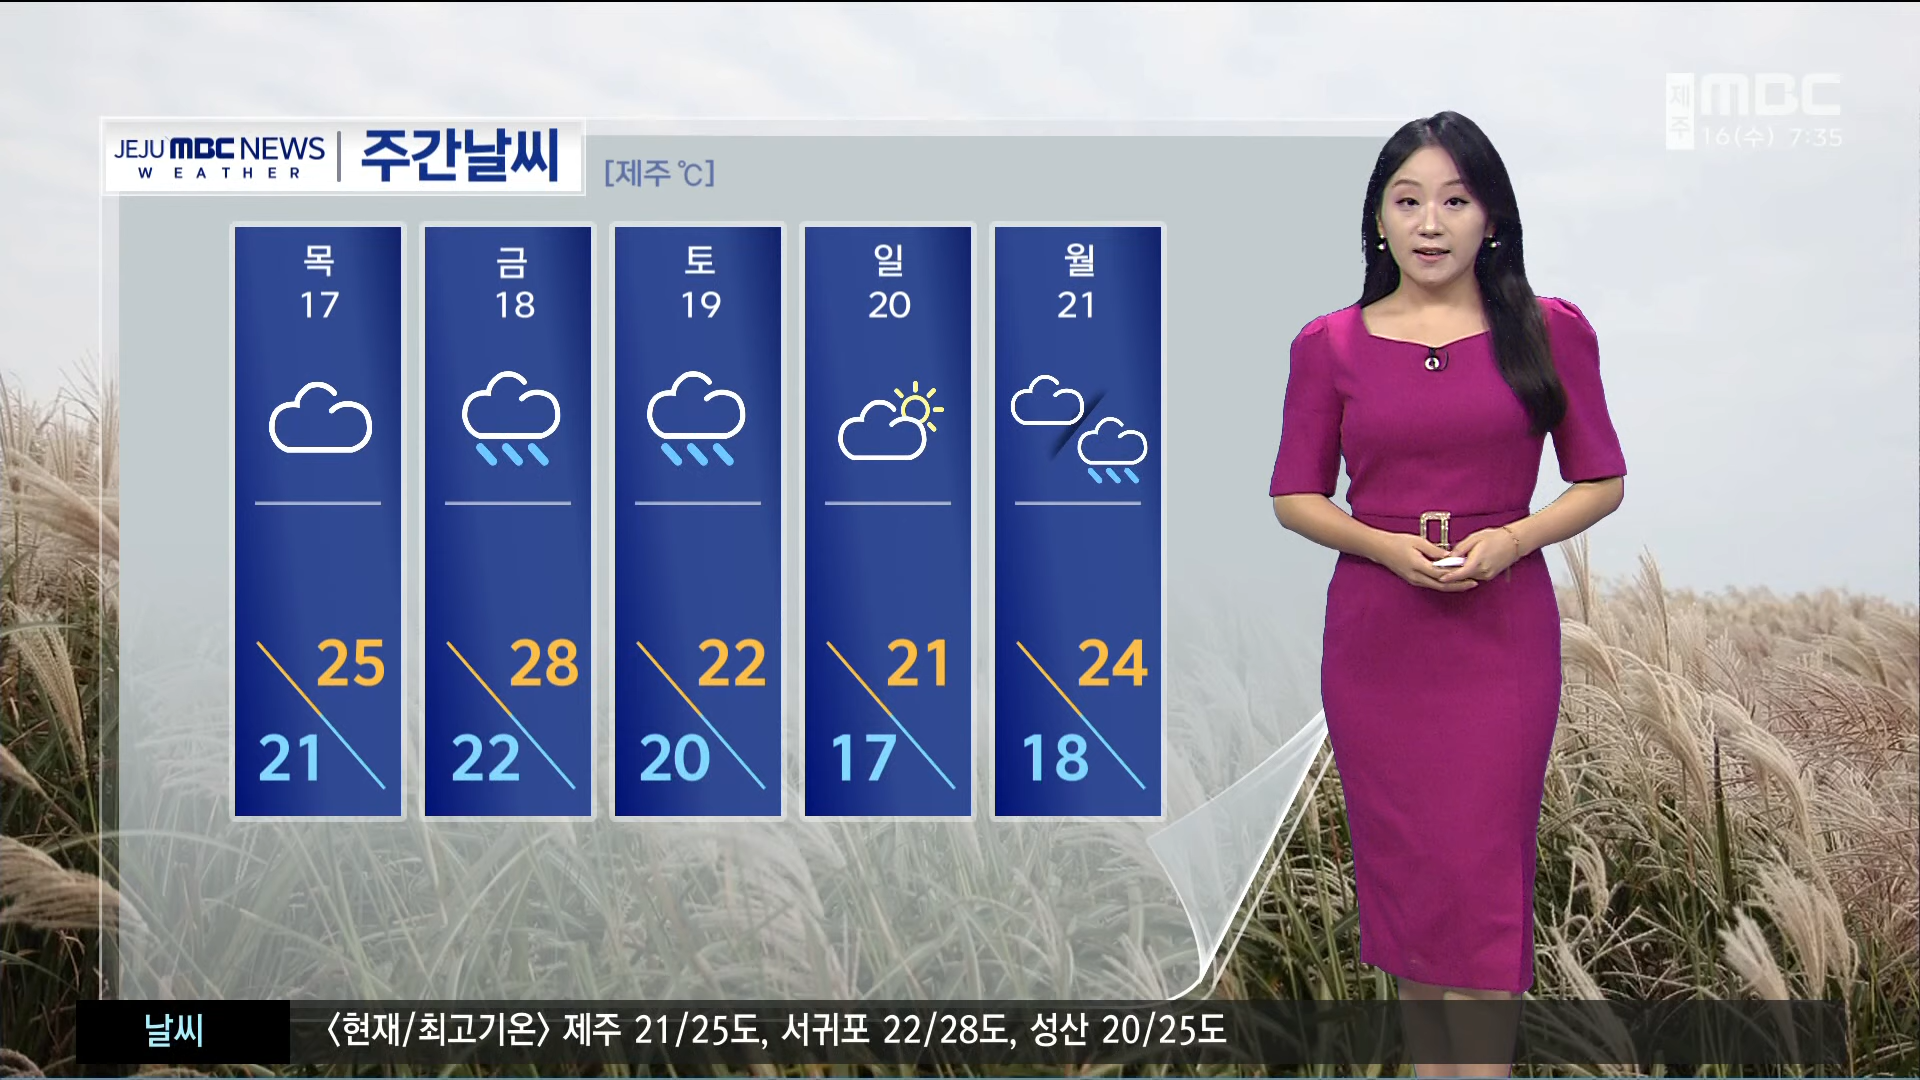 JEJU MBC NEWS
WEATHER
주간날씨
[제주 ℃]
제주 MBC
16(수) 7:35
목 금 토 일 월
17 18 19 20 21
25 28 22 21 24
21 22 20 17 18
날씨 〈현재/최고기온〉 제주 21/25도, 서귀포 22/28도, 성산 20/25도